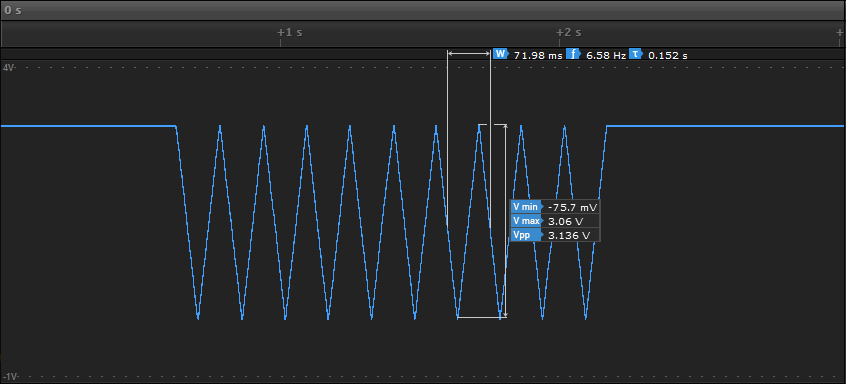 0 s
+1 s +2 s +
W 71.98 ms f 6.58 Hz τ 0.152 s
4V
V min -75.7 mV
V max 3.06 V
Vpp 3.136 V
-1V